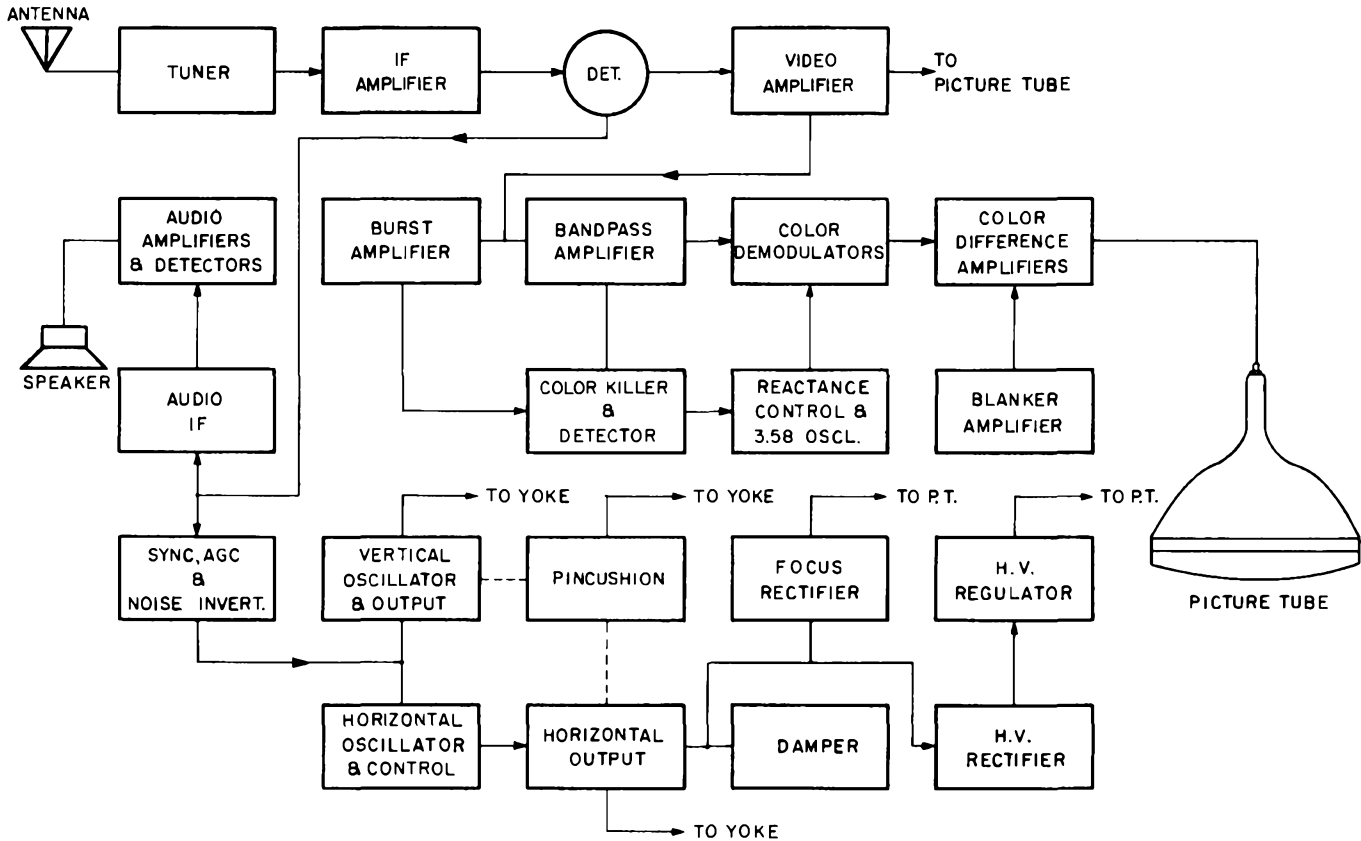 ANTENNA
TUNER
IF
AMPLIFIER
DET.
VIDEO
AMPLIFIER
TO
PICTURE TUBE
AUDIO
AMPLIFIERS
& DETECTORS
BURST
AMPLIFIER
BANDPASS
AMPLIFIER
COLOR
DEMODULATORS
COLOR
DIFFERENCE
AMPLIFIERS
SPEAKER
AUDIO
IF
COLOR KILLER
&
DETECTOR
REACTANCE
CONTROL &
3.58 OSCL.
BLANKER
AMPLIFIER
TO YOKE
TO YOKE
TO P.T.
TO P.T.
SYNC, AGC
&
NOISE INVERT.
VERTICAL
OSCILLATOR
& OUTPUT
PINCUSHION
FOCUS
RECTIFIER
H.V.
REGULATOR
PICTURE TUBE
HORIZONTAL
OSCILLATOR
& CONTROL
HORIZONTAL
OUTPUT
DAMPER
H.V.
RECTIFIER
TO YOKE